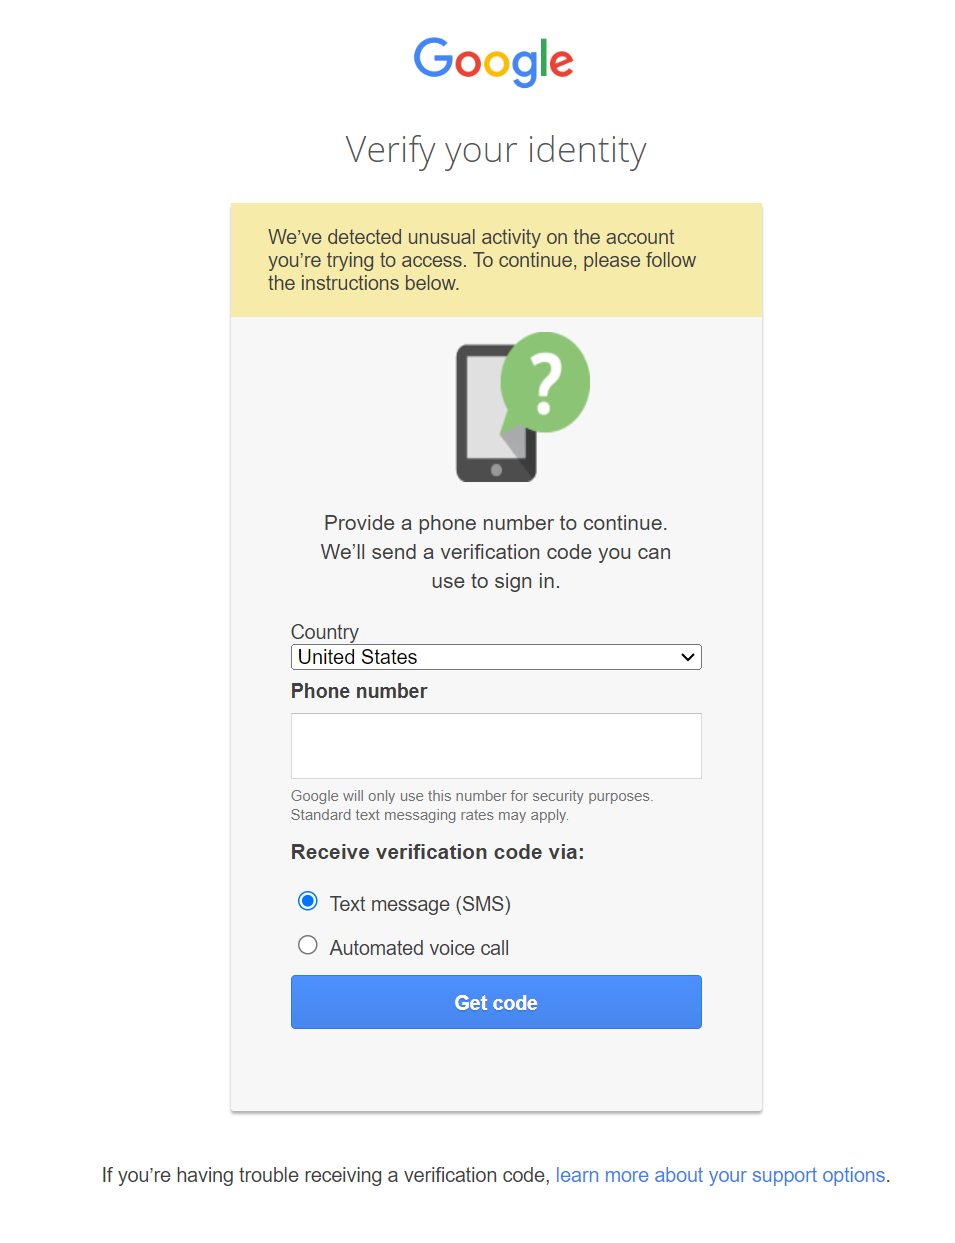 Google
Verify your identity
We’ve detected unusual activity on the account
you’re trying to access. To continue, please follow
the instructions below.
?
Provide a phone number to continue.
We’ll send a verification code you can
use to sign in.
Country
United States
Phone number
Google will only use this number for security purposes.
Standard text messaging rates may apply.
Receive verification code via:
Text message (SMS)
Automated voice call
Get code
If you’re having trouble receiving a verification code, learn more about your support options.